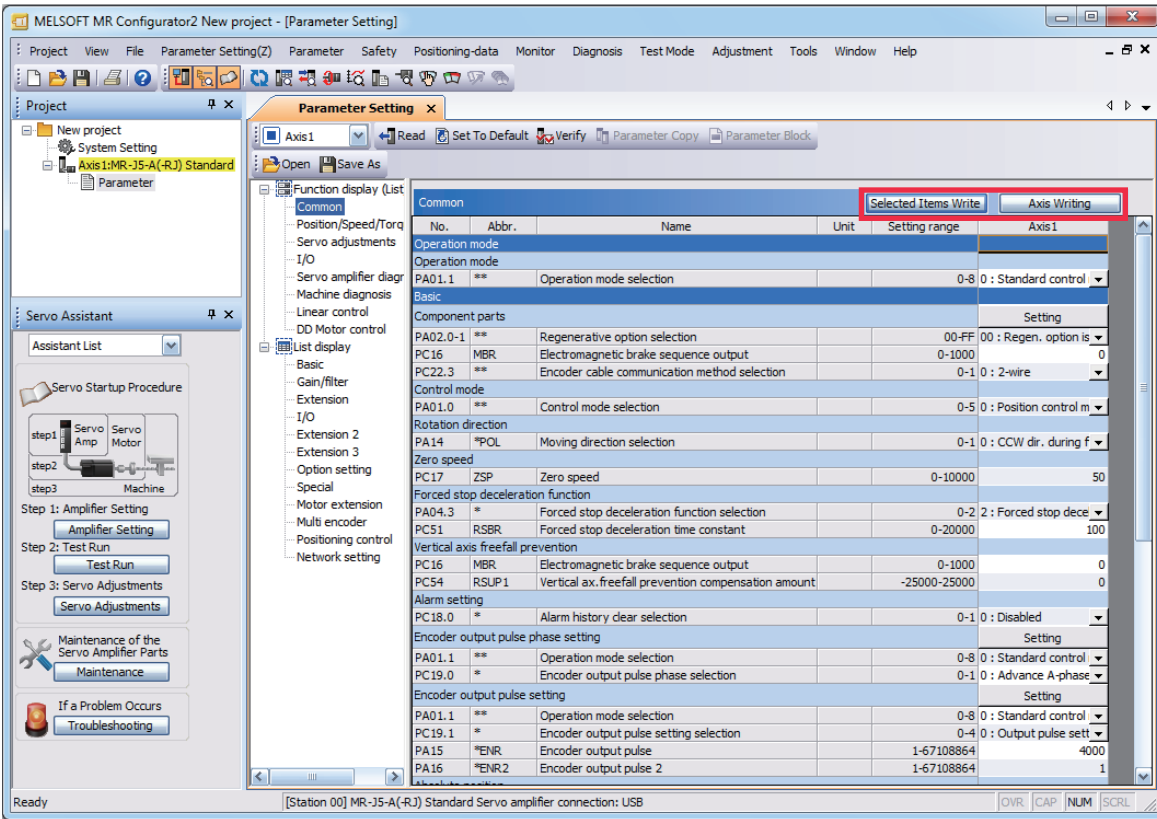 MELSOFT MR Configurator2 New project - [Parameter Setting]
Project View File Parameter Setting(Z) Parameter Safety Positioning-data Monitor Diagnosis Test Mode Adjustment Tools Window Help
Project
New project
System Setting
Axis1:MR-J5-A(-RJ) Standard
Parameter
Servo Assistant
Assistant List
Servo Startup Procedure
step1
Servo Amp
Servo Motor
step2
step3
Machine
Step 1: Amplifier Setting
Amplifier Setting
Step 2: Test Run
Test Run
Step 3: Servo Adjustments
Servo Adjustments
Maintenance of the
Servo Amplifier Parts
Maintenance
If a Problem Occurs
Troubleshooting
Parameter Setting
Axis1 Read Set To Default Verify Parameter Copy Parameter Block
Open Save As
Function display (List
Common
Position/Speed/Torq
Servo adjustments
I/O
Servo amplifier diagr
Machine diagnosis
Linear control
DD Motor control
List display
Basic
Gain/filter
Extension
I/O
Extension 2
Extension 3
Option setting
Special
Motor extension
Multi encoder
Positioning control
Network setting
Common Selected Items Write Axis Writing
No. Abbr. Name Unit Setting range Axis1
Operation mode
Operation mode
PA01.1 ** Operation mode selection 0-8 0 : Standard control
Basic
Component parts Setting
PA02.0-1 ** Regenerative option selection 00-FF 00 : Regen. option is
PC16 MBR Electromagnetic brake sequence output 0-1000 0
PC22.3 ** Encoder cable communication method selection 0-1 0 : 2-wire
Control mode
PA01.0 ** Control mode selection 0-5 0 : Position control m
Rotation direction
PA14 *POL Moving direction selection 0-1 0 : CCW dir. during f
Zero speed
PC17 ZSP Zero speed 0-10000 50
Forced stop deceleration function
PA04.3 * Forced stop deceleration function selection 0-2 2 : Forced stop dece
PC51 RSBR Forced stop deceleration time constant 0-20000 100
Vertical axis freefall prevention
PC16 MBR Electromagnetic brake sequence output 0-1000 0
PC54 RSUP1 Vertical ax.freefall prevention compensation amount -25000-25000 0
Alarm setting
PC18.0 * Alarm history clear selection 0-1 0 : Disabled
Encoder output pulse phase setting Setting
PA01.1 ** Operation mode selection 0-8 0 : Standard control
PC19.0 * Encoder output pulse phase selection 0-1 0 : Advance A-phase
Encoder output pulse setting Setting
PA01.1 ** Operation mode selection 0-8 0 : Standard control
PC19.1 * Encoder output pulse setting selection 0-4 0 : Output pulse sett
PA15 *ENR Encoder output pulse 1-67108864 4000
PA16 *ENR2 Encoder output pulse 2 1-67108864 1
Ready [Station 00] MR-J5-A(-RJ) Standard Servo amplifier connection: USB OVR CAP NUM SCRL